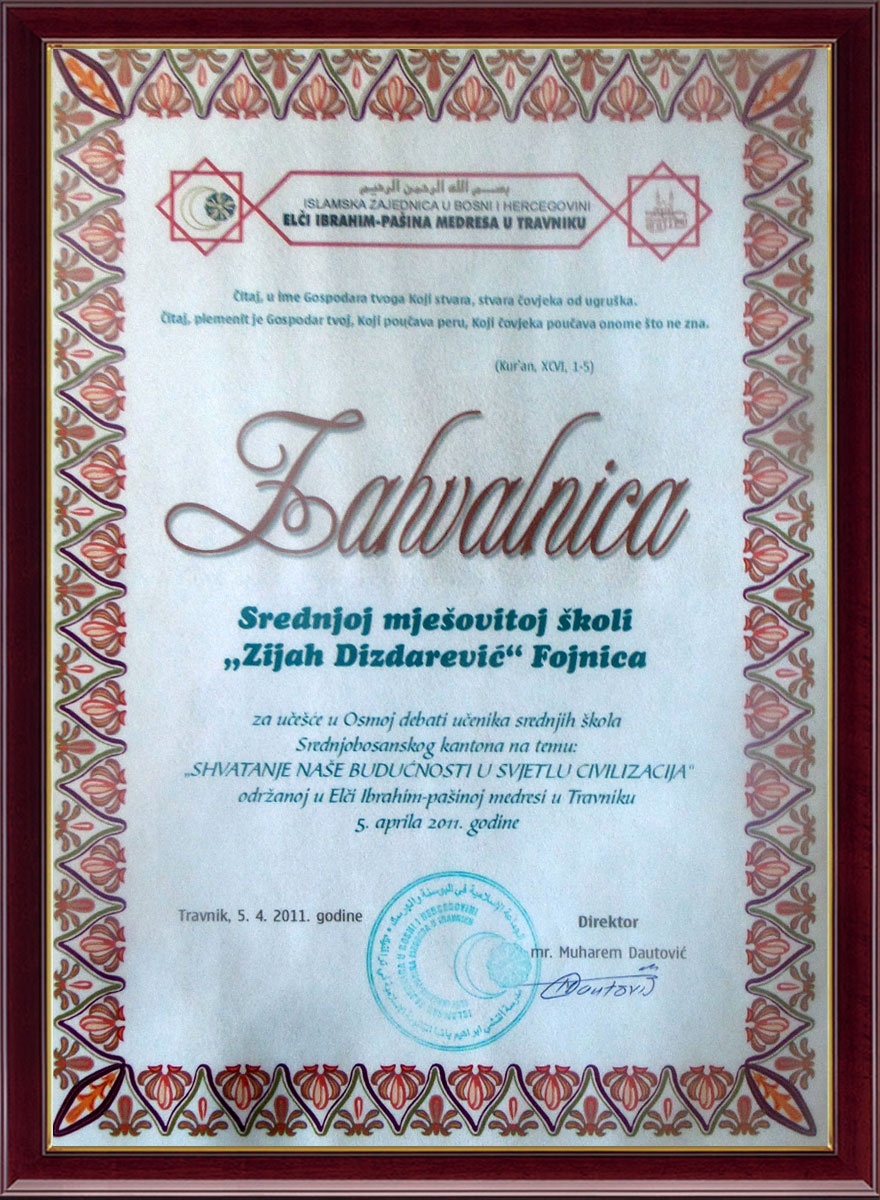 بسم الله الرحمن الرحيم
ISLAMSKA ZAJEDNICA U BOSNI I HERCEGOVINI
ELČI IBRAHIM-PAŠINA MEDRESA U TRAVNIKU
Čitaj, u ime Gospodara tvoga Koji stvara, stvara čovjeka od ugruška.
Čitaj, plemenit je Gospodar tvoj, Koji poučava peru, Koji čovjeka poučava onome što ne zna.
(Kur'an, XCVI, 1-5)
Zahvalnica
Srednjoj mješovitoj školi
„Zijah Dizdarević“ Fojnica
za učešće u Osmoj debati učenika srednjih škola
Srednjobosanskog kantona na temu:
„SHVATANJE NAŠE BUDUĆNOSTI U SVJETLU CIVILIZACIJA“
održanoj u Elči Ibrahim-pašinoj medresi u Travniku
5. aprila 2011. godine
Travnik, 5. 4. 2011. godine
Direktor
mr. Muharem Dautović